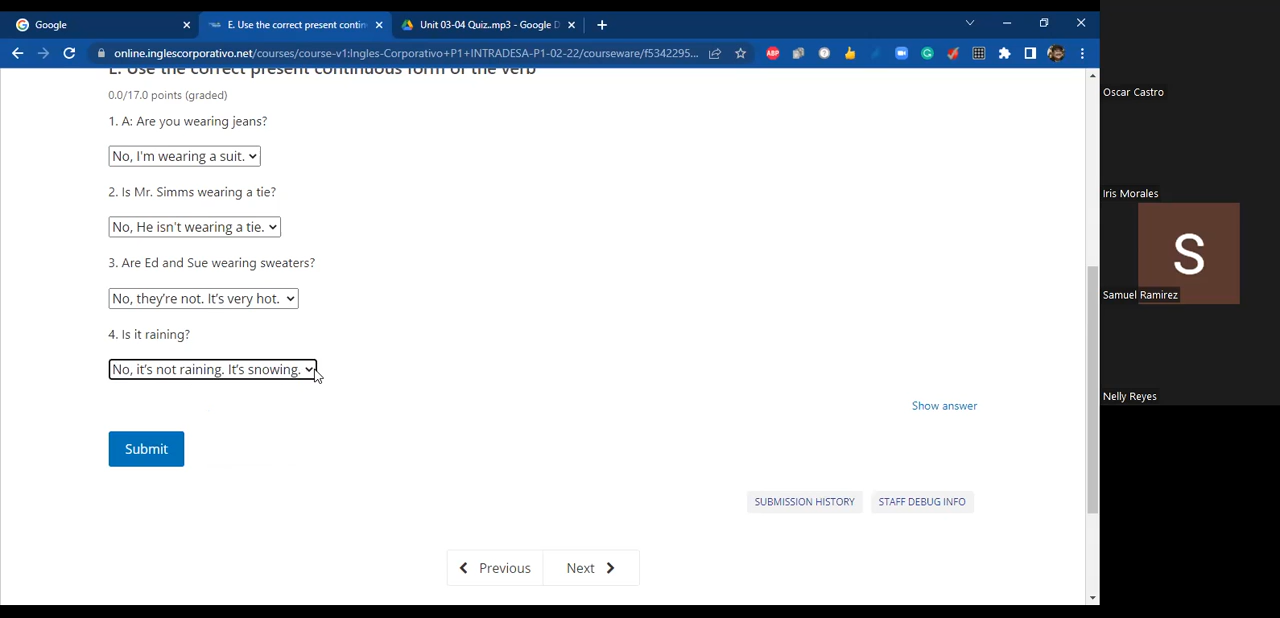 Google
E. Use the correct present contin
Unit 03-04 Quiz..mp3 - Google D
online.inglescorporativo.net/courses/course-v1:Ingles-Corporativo+P1+INTRADESA-P1-02-22/courseware/f5342295...
E. Use the correct present continuous form of the verb
0.0/17.0 points (graded)
1. A: Are you wearing jeans?
No, I'm wearing a suit.
2. Is Mr. Simms wearing a tie?
No, He isn't wearing a tie.
3. Are Ed and Sue wearing sweaters?
No, they're not. It's very hot.
4. Is it raining?
No, it's not raining. It's snowing.
Show answer
Submit
SUBMISSION HISTORY
STAFF DEBUG INFO
Previous
Next
Oscar Castro
Iris Morales
S
Samuel Ramirez
Nelly Reyes